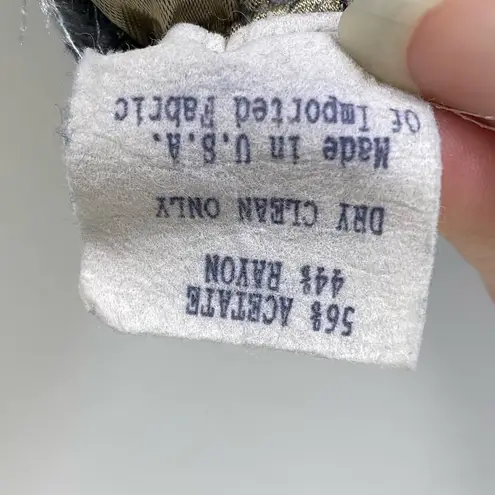 56% ACETATE
44% RAYON
DRY CLEAN ONLY
Made in U.S.A.
Of Imported Fabric